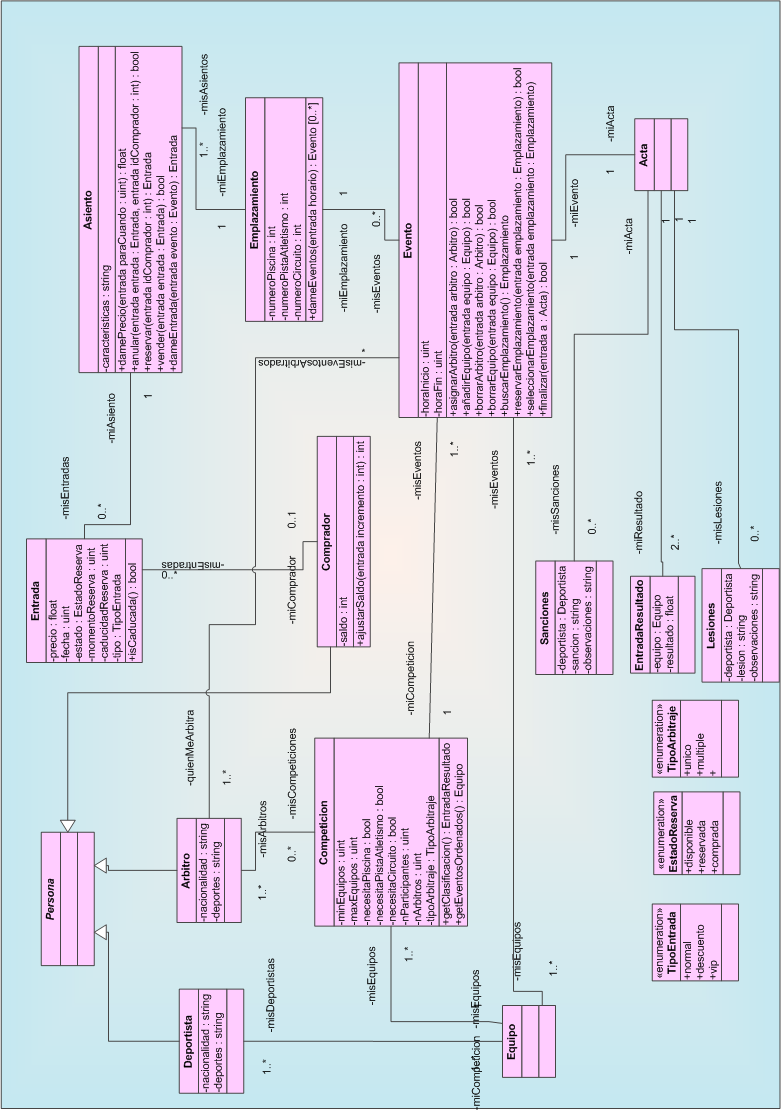 Asiento
-caracteristicas : string
+damePrecio(entrada paraCuando : uint) : float
+anular(entrada entrada : Entrada, entrada idComprador : int) : bool
+reservar(entrada idComprador : int) : Entrada
+vender(entrada entrada : Entrada) : bool
+dameEntrada(entrada evento : Evento) : Entrada
-misAsientos
1..*
-miEmplazamiento
1
Emplazamiento
-numeroPiscina : int
-numeroPistaAtletismo : int
-numeroCircuito : int
+dameEventos(entrada horario) : Evento [0..*]
1
-miEmplazamiento
0..*
-misEventos
Evento
-horaInicio : uint
-horaFin : uint
+asignarArbitro(entrada arbitro : Arbitro) : bool
+añadirEquipo(entrada equipo : Equipo) : bool
+borrarArbitro(entrada arbitro : Arbitro) : bool
+borrarEquipo(entrada equipo : Equipo) : bool
+buscarEmplazamiento() : Emplazamiento
+reservarEmplazamiento(entrada emplazamiento : Emplazamiento) : bool
+seleccionarEmplazamiento(entrada emplazamiento : Emplazamiento)
+finalizar(entrada a : Acta) : bool
-miEvento
1
-miActa
1
Acta
-miActa
1
1
1
-miAsiento
1
-misEntradas
0..*
Entrada
-precio : float
-fecha : uint
-estado : EstadoReserva
-momentoReserva : uint
-caducidadReserva : uint
-tipo : TipoEntrada
+isCaducada() : bool
-misEntradas
0..*
-miComprador
0..1
Comprador
-saldo : int
+ajustarSaldo(entrada incremento : int) : int
-misEventosArbitrados
*
-misEventos
1..*
-misEventos
1..*
-misSanciones
0..*
-miResultado
2..*
-misLesiones
0..*
Sanciones
-deportista : Deportista
-sancion : string
-observaciones : string
EntradaResultado
-equipo : Equipo
-resultado : float
Lesiones
-deportista : Deportista
-lesion : string
-observaciones : string
Persona
-quienMeArbitra
1..*
Arbitro
-nacionalidad : string
-deportes : string
-misArbitros
1..*
-misCompeticiones
0..*
-miCompeticion
1
Competicion
-minEquipos : uint
-maxEquipos : uint
-necesitaPiscina : bool
-necesitaPistaAtletismo : bool
-necesitaCircuito : bool
-nParticipantes : uint
-nArbitros : uint
-tipoArbitraje : TipoArbitraje
+getClasificacion() : EntradaResultado
+getEventosOrdenados() : Equipo
«enumeration»
TipoArbitraje
+unico
+multiple
+
«enumeration»
EstadoReserva
+disponible
+reservada
+comprada
«enumeration»
TipoEntrada
+normal
+descuento
+vip
Deportista
-nacionalidad : string
-deportes : string
-misDeportistas
1..*
-misEquipos
1..*
-misEquipos
-miCompeticion
1
-misEquipos
1..*
Equipo